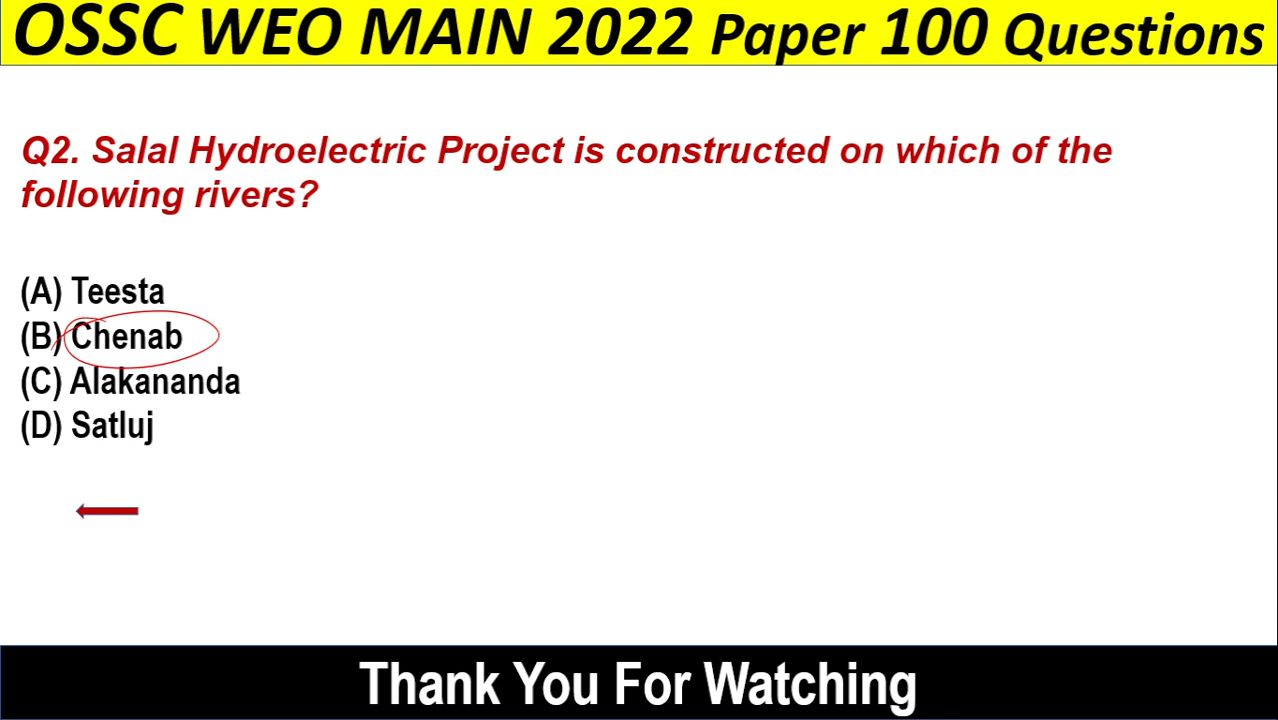 OSSC WEO MAIN 2022 Paper 100 Questions
Q2. Salal Hydroelectric Project is constructed on which of the
following rivers?
(A) Teesta
(B) Chenab
(C) Alakananda
(D) Satluj
Thank You For Watching